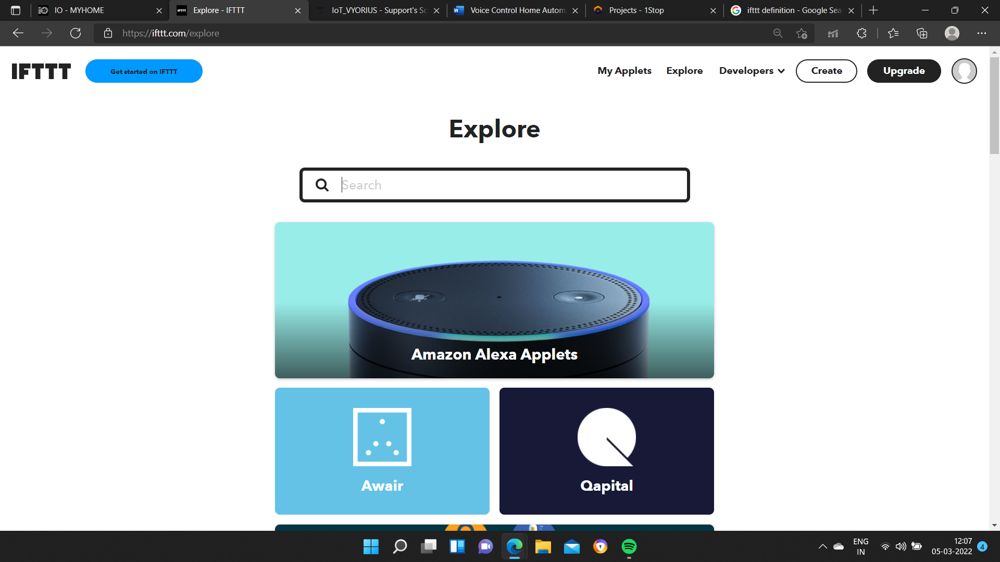 IO - MYHOME
Explore - IFTTT
IoT_VYORIUS - Support's Sc
Voice Control Home Autom
Projects - 1Stop
ifttt definition - Google Sea
https://ifttt.com/explore
IFTTT
Get started on IFTTT
My Applets
Explore
Developers
Create
Upgrade
Explore
Search
Amazon Alexa Applets
Awair
Qapital
ENG
IN
12:07
05-03-2022
4